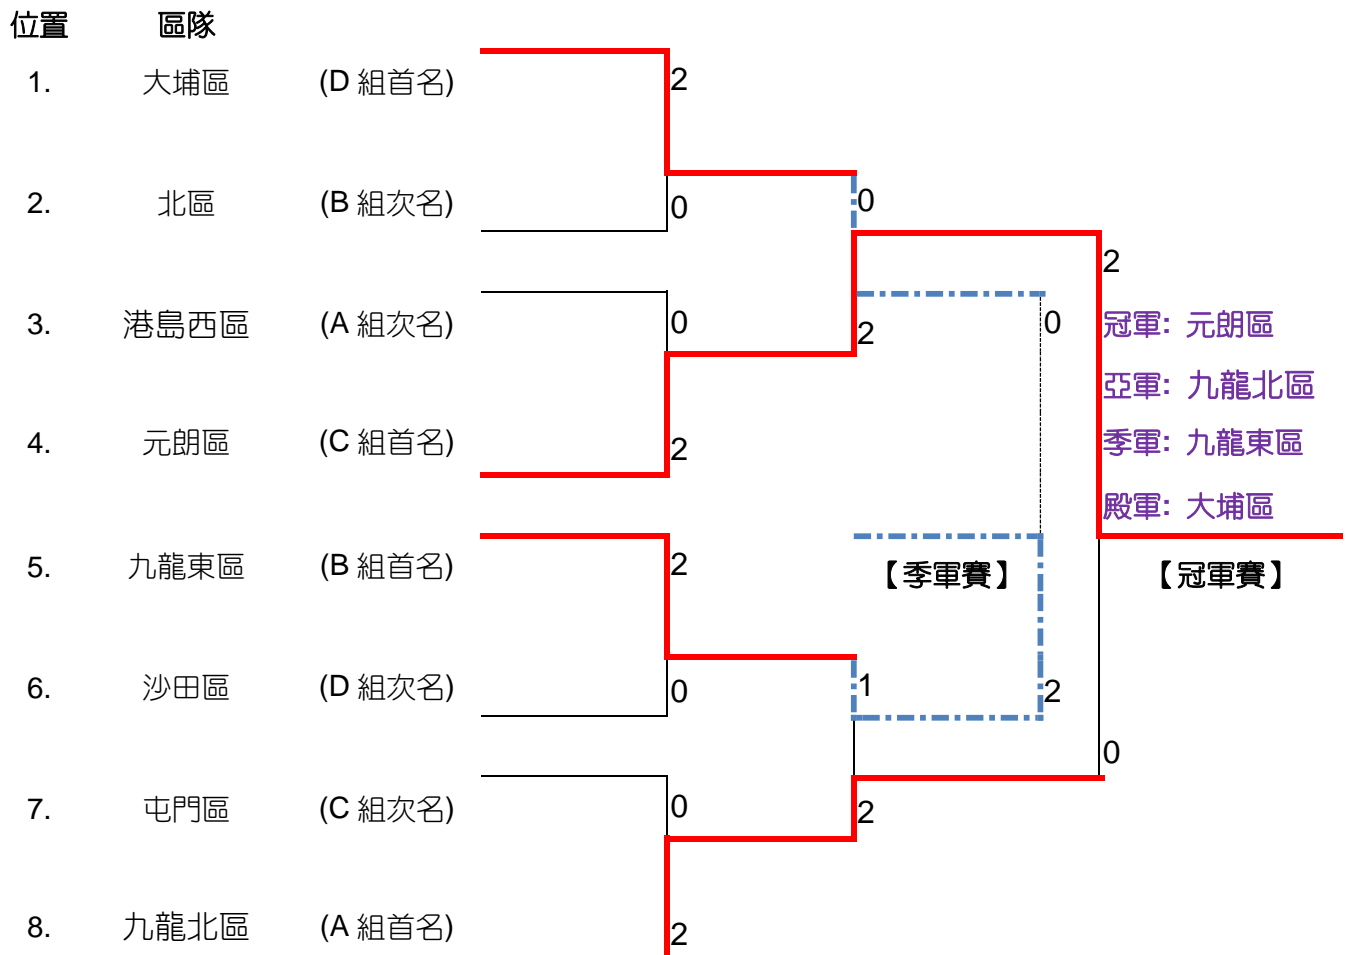 位置 區隊
1. 大埔區 (D 組首名) 2
2. 北區 (B 組次名) 0 0
2
3. 港島西區 (A 組次名) 0 2 0 冠軍: 元朗區
亞軍: 九龍北區
4. 元朗區 (C 組首名) 2 季軍: 九龍東區
殿軍: 大埔區
5. 九龍東區 (B 組首名) 2 【季軍賽】 【冠軍賽】
6. 沙田區 (D 組次名) 0 1 2
0
7. 屯門區 (C 組次名) 0 2
8. 九龍北區 (A 組首名) 2